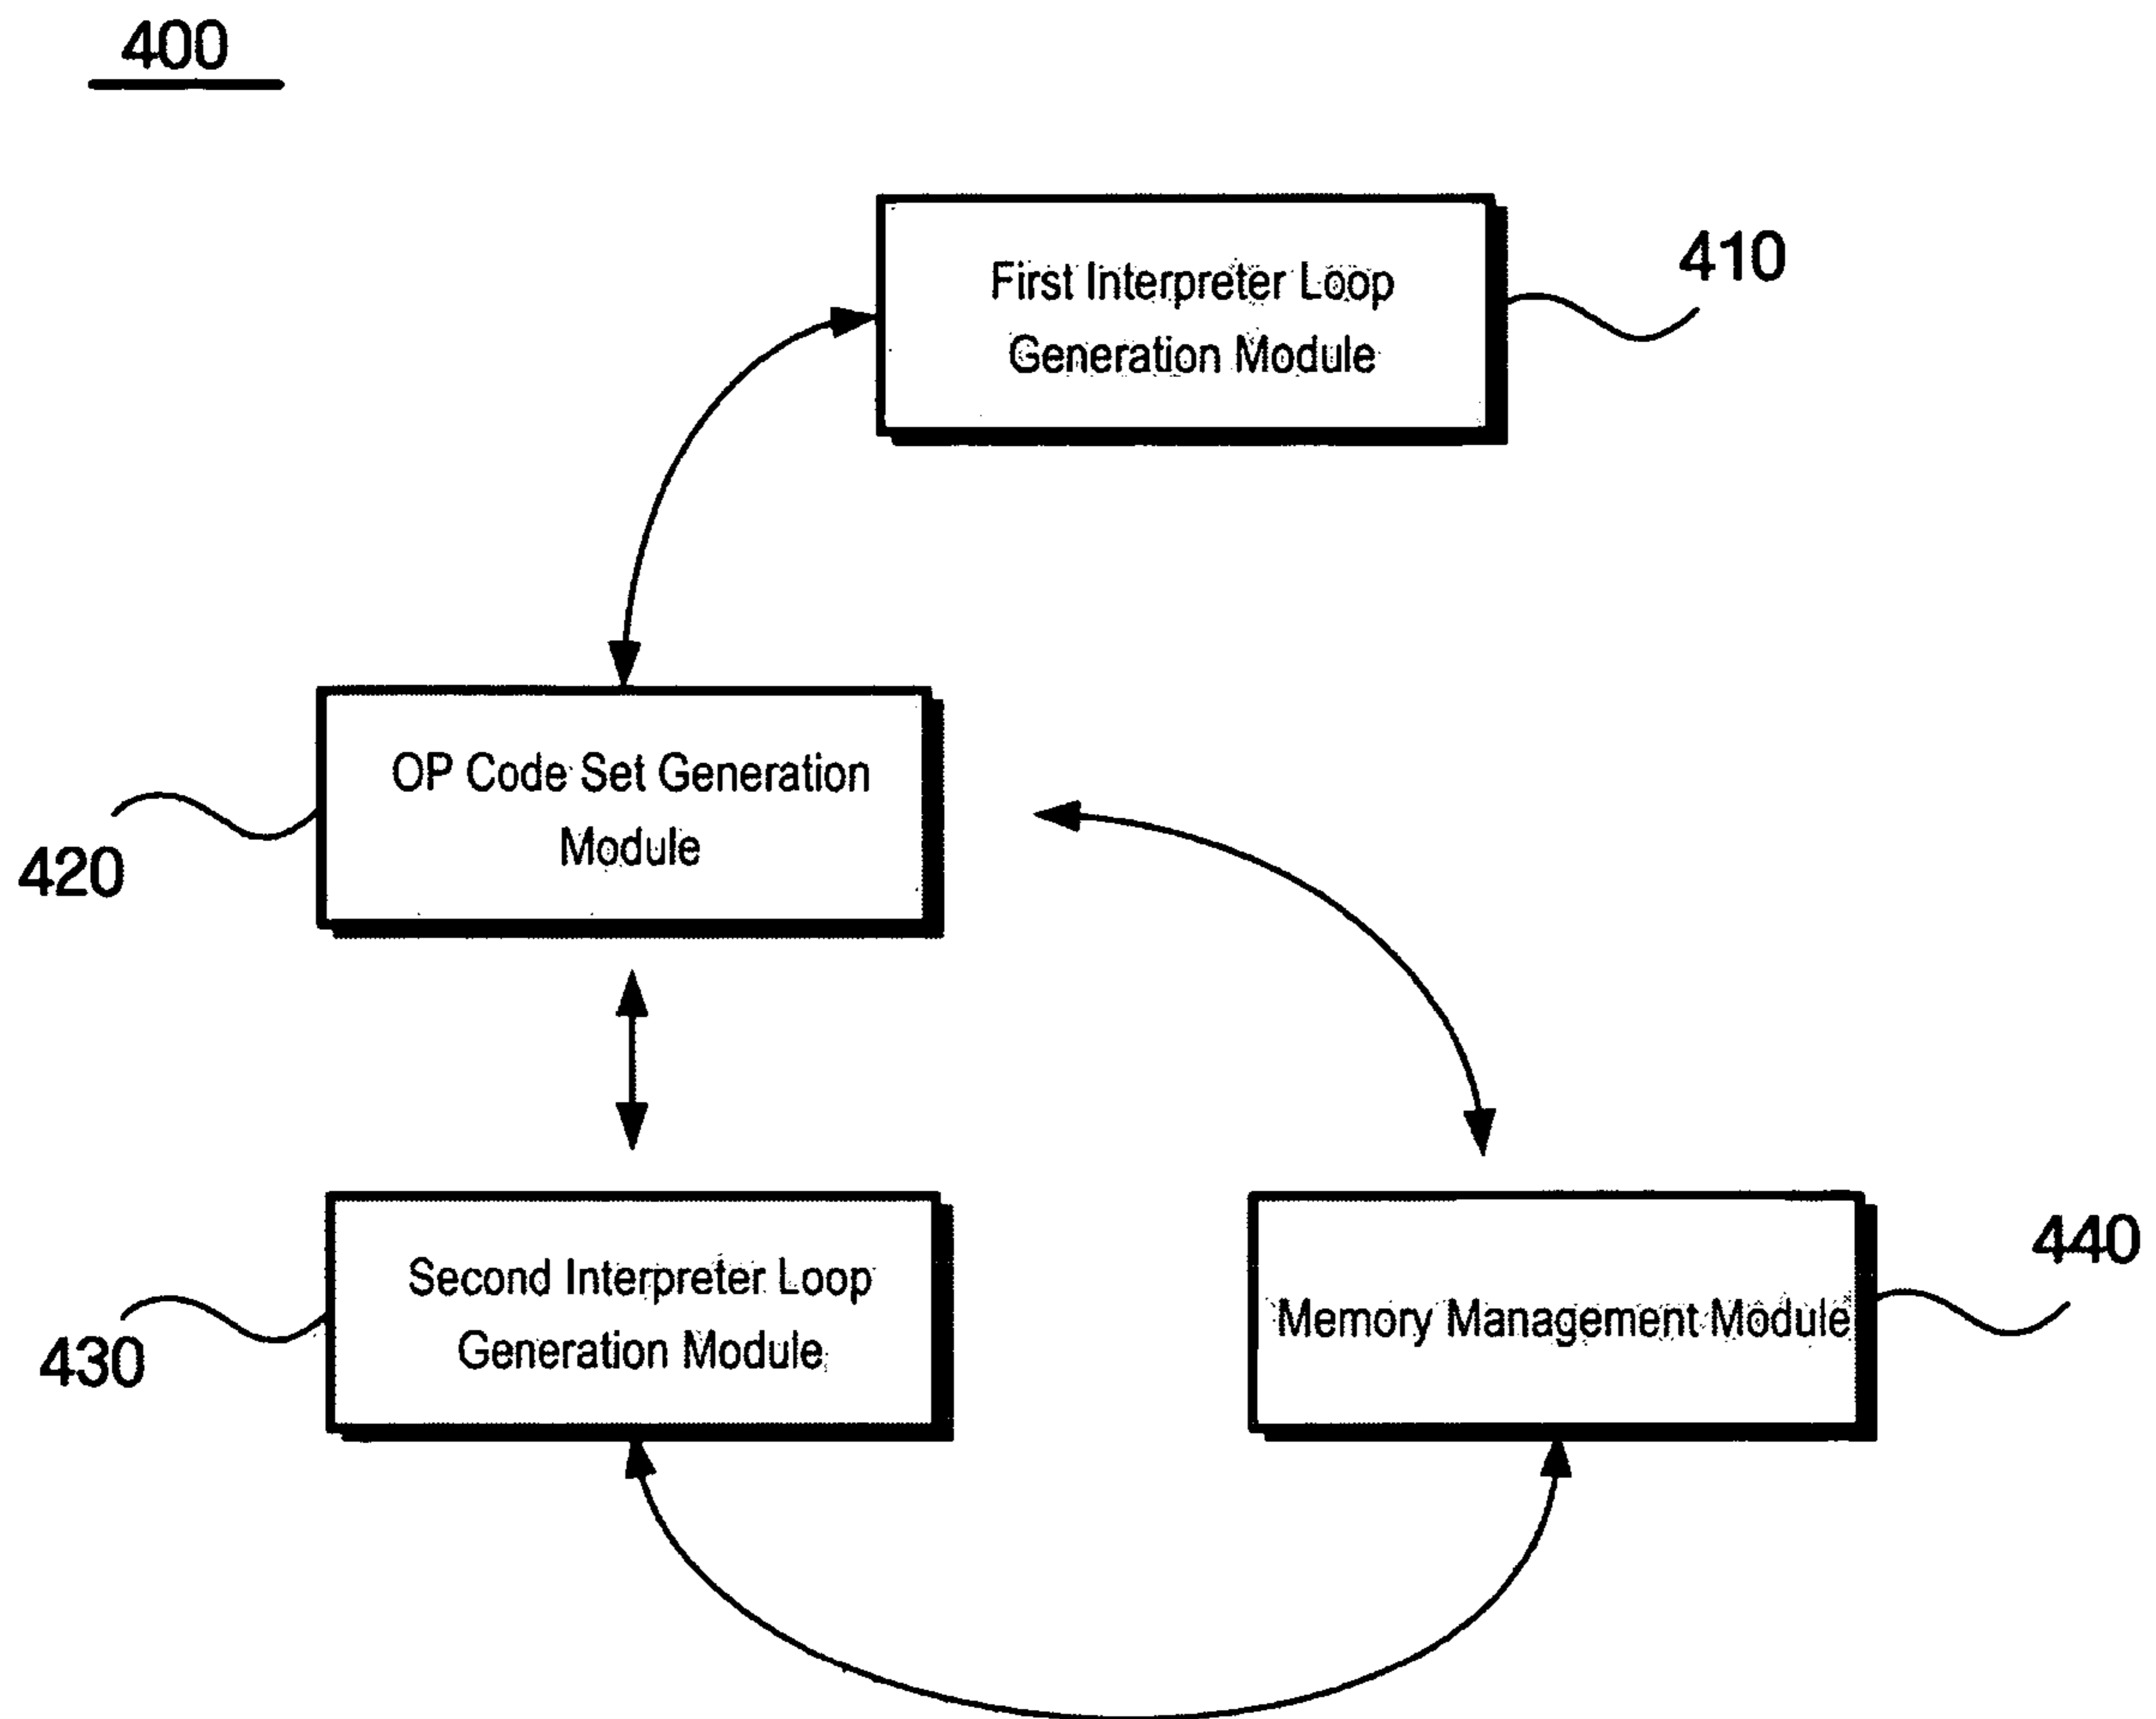 400
First Interpreter Loop
Generation Module
410
OP Code Set Generation
Module
420
Second Interpreter Loop
Generation Module
430
Memory Management Module
440